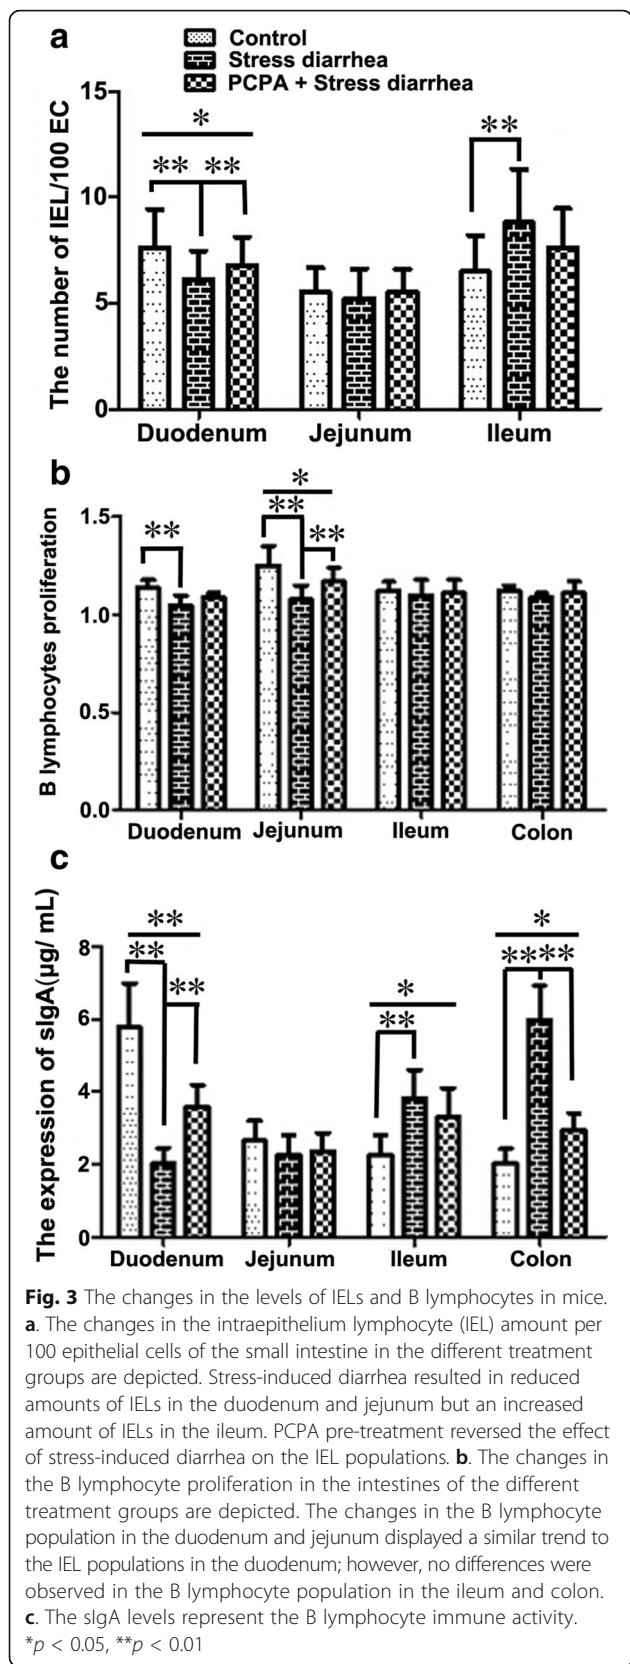 a
Control
Stress diarrhea
PCPA + Stress diarrhea
The number of IEL/100 EC
15
10
5
0
*
** **
**
Duodenum Jejunum Ileum
b
B lymphocytes proliferation
1.5
1.0
0.5
0.0
**
*
**
**
Duodenum Jejunum Ileum Colon
c
The expression of sIgA(μg/ mL)
8
6
4
2
0
**
**
**
*
**
*
****
Duodenum Jejunum Ileum Colon
Fig. 3 The changes in the levels of IELs and B lymphocytes in mice.
a. The changes in the intraepithelium lymphocyte (IEL) amount per
100 epithelial cells of the small intestine in the different treatment
groups are depicted. Stress-induced diarrhea resulted in reduced
amounts of IELs in the duodenum and jejunum but an increased
amount of IELs in the ileum. PCPA pre-treatment reversed the effect
of stress-induced diarrhea on the IEL populations. b. The changes in
the B lymphocyte proliferation in the intestines of the different
treatment groups are depicted. The changes in the B lymphocyte
population in the duodenum and jejunum displayed a similar trend to
the IEL populations in the duodenum; however, no differences were
observed in the B lymphocyte population in the ileum and colon.
c. The sIgA levels represent the B lymphocyte immune activity.
*p < 0.05, **p < 0.01